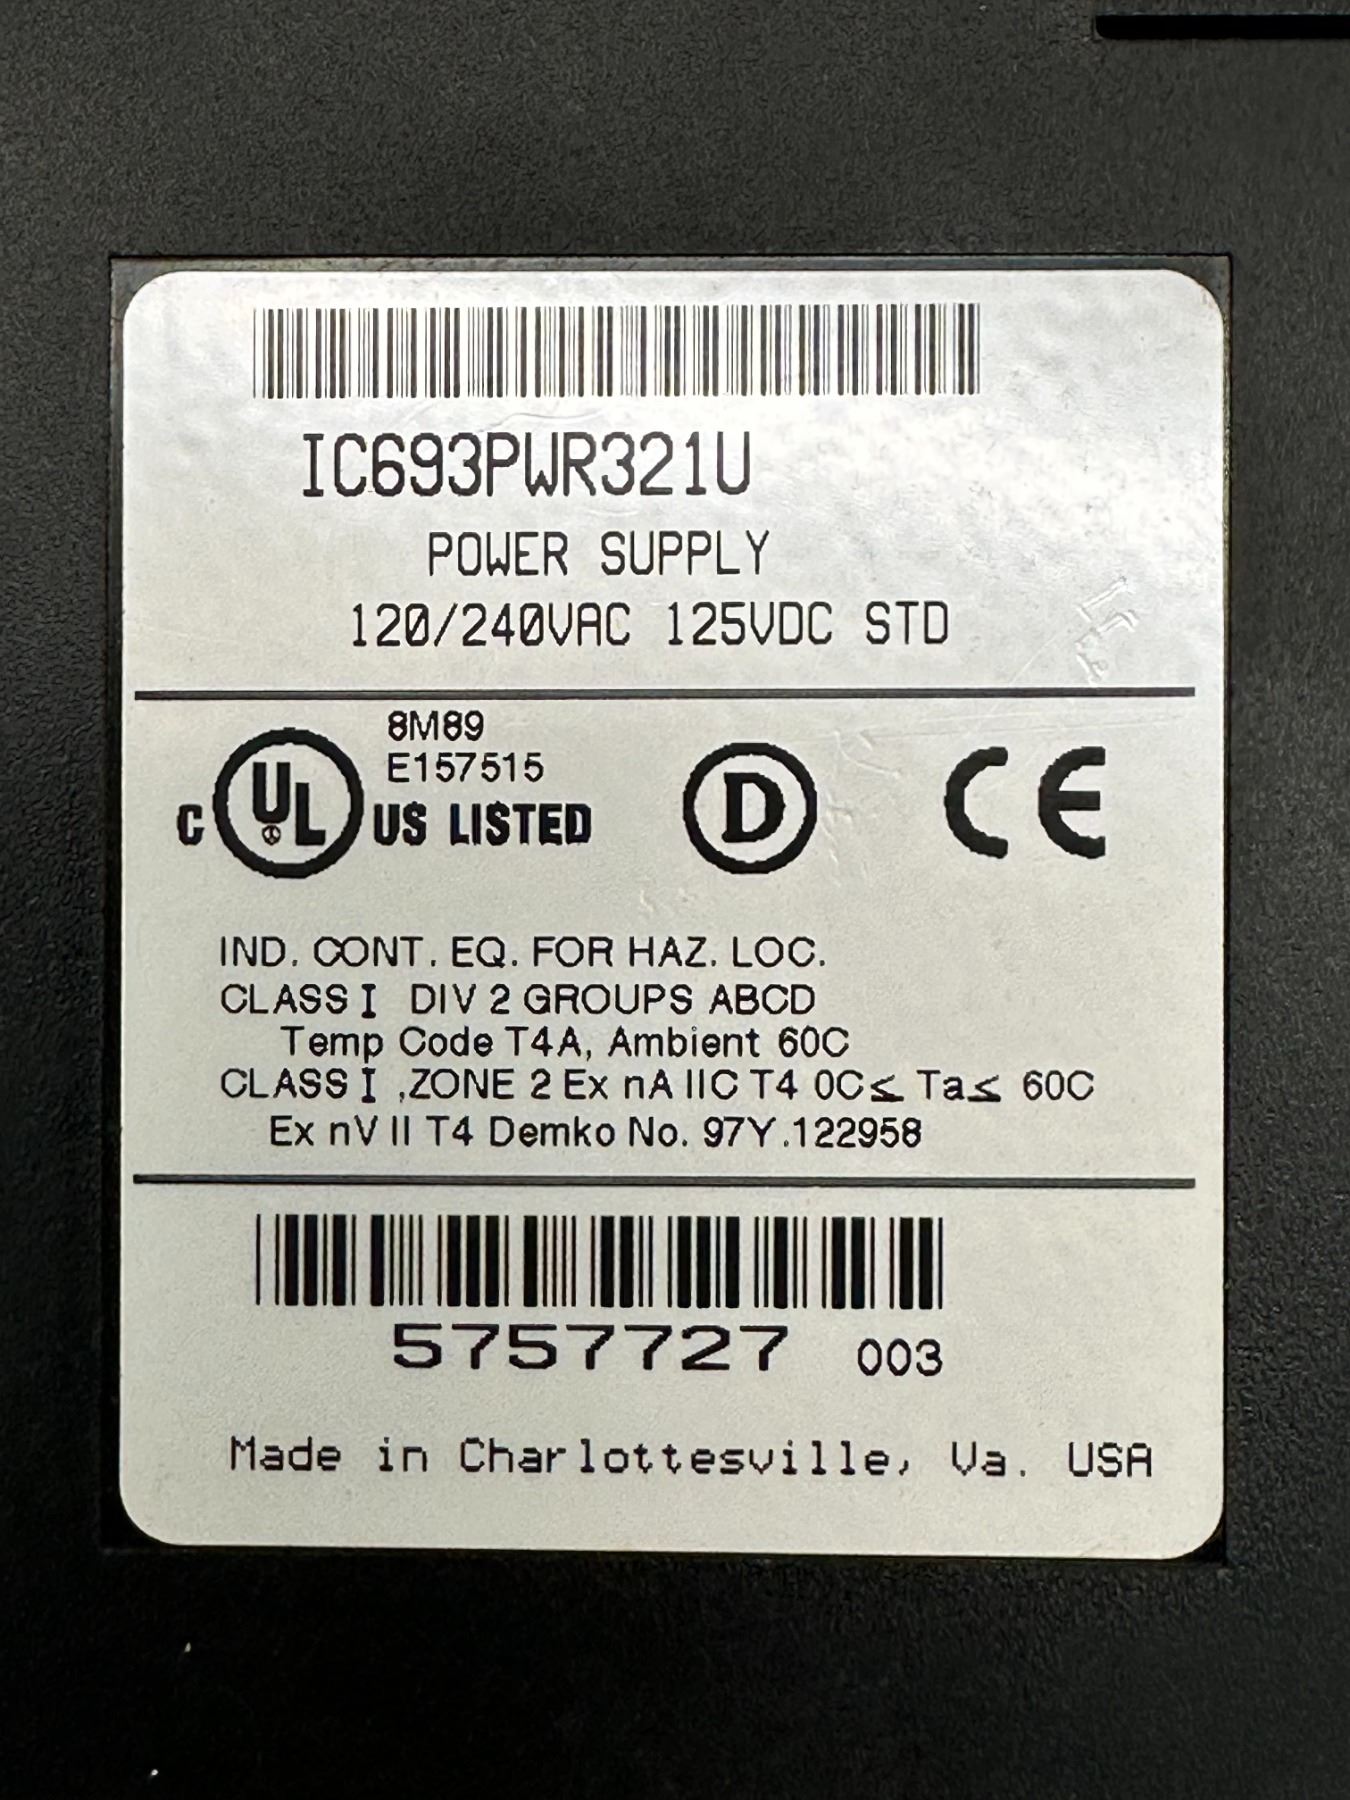 IC693PWR321U
POWER SUPPLY
120/240VAC 125VDC STD
8M89
E157515
C UL US LISTED
D
CE
IND. CONT. EQ. FOR HAZ. LOC.
CLASS I DIV 2 GROUPS ABCD
Temp Code T4A, Ambient 60C
CLASS I ,ZONE 2 Ex nA IIC T4 0C≤ Ta≤ 60C
Ex nV II T4 Demko No. 97Y.122958
5757727 003
Made in Charlottesville, Va. USA